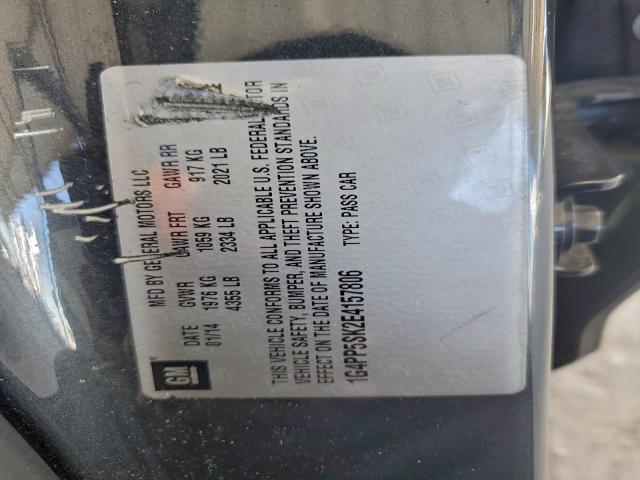 GM
MFD BY GENERAL MOTORS LLC
DATE GVWR GAWR FRT GAWR RR
01/14 1976 KG 1059 KG 917 KG
4355 LB 2334 LB 2021 LB
THIS VEHICLE CONFORMS TO ALL APPLICABLE U.S. FEDERAL MOTOR
VEHICLE SAFETY, BUMPER, AND THEFT PREVENTION STANDARDS IN
EFFECT ON THE DATE OF MANUFACTURE SHOWN ABOVE.
1G4PP5SK2E4157806 TYPE: PASS CAR